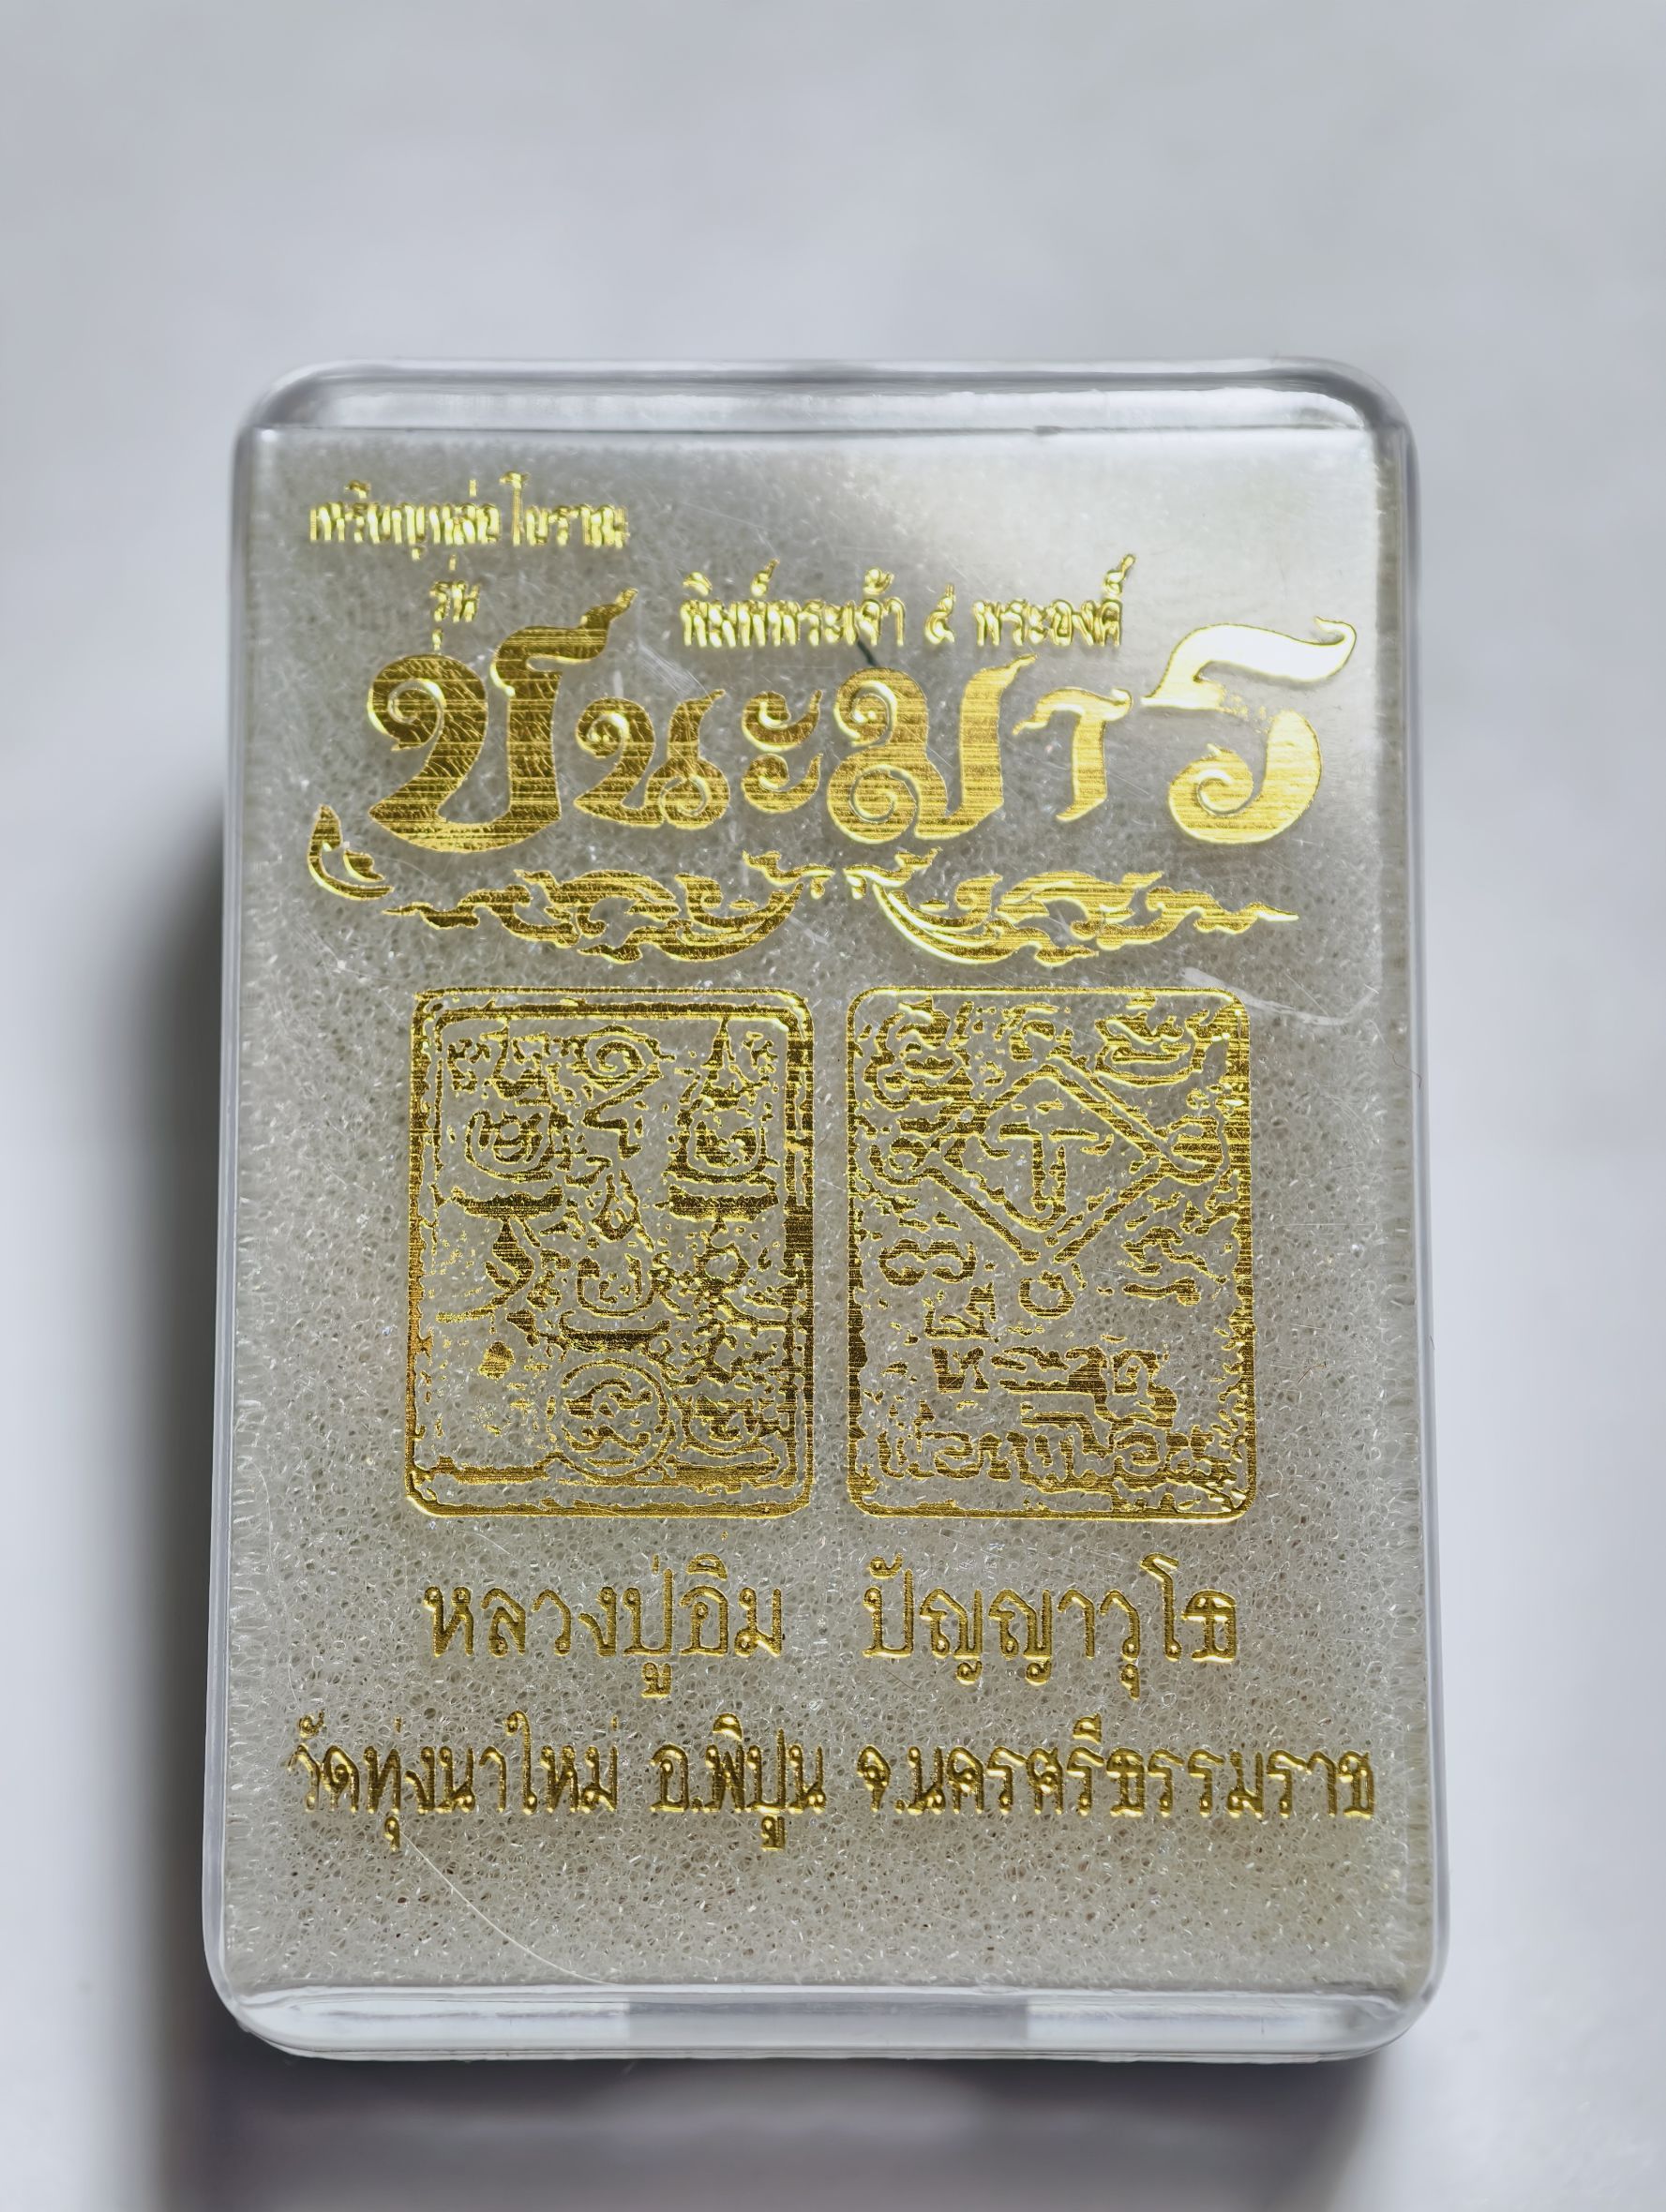 เหรียญหล่อโบราณ
รุ่น
พิมพ์พระเจ้า ๕ พระองค์
ชนะมาร
หลวงปู่อิ่ม ปัญญาวุโธ
วัดทุ่งนาใหม่ อ.พิปูน จ.นครศรีธรรมราช